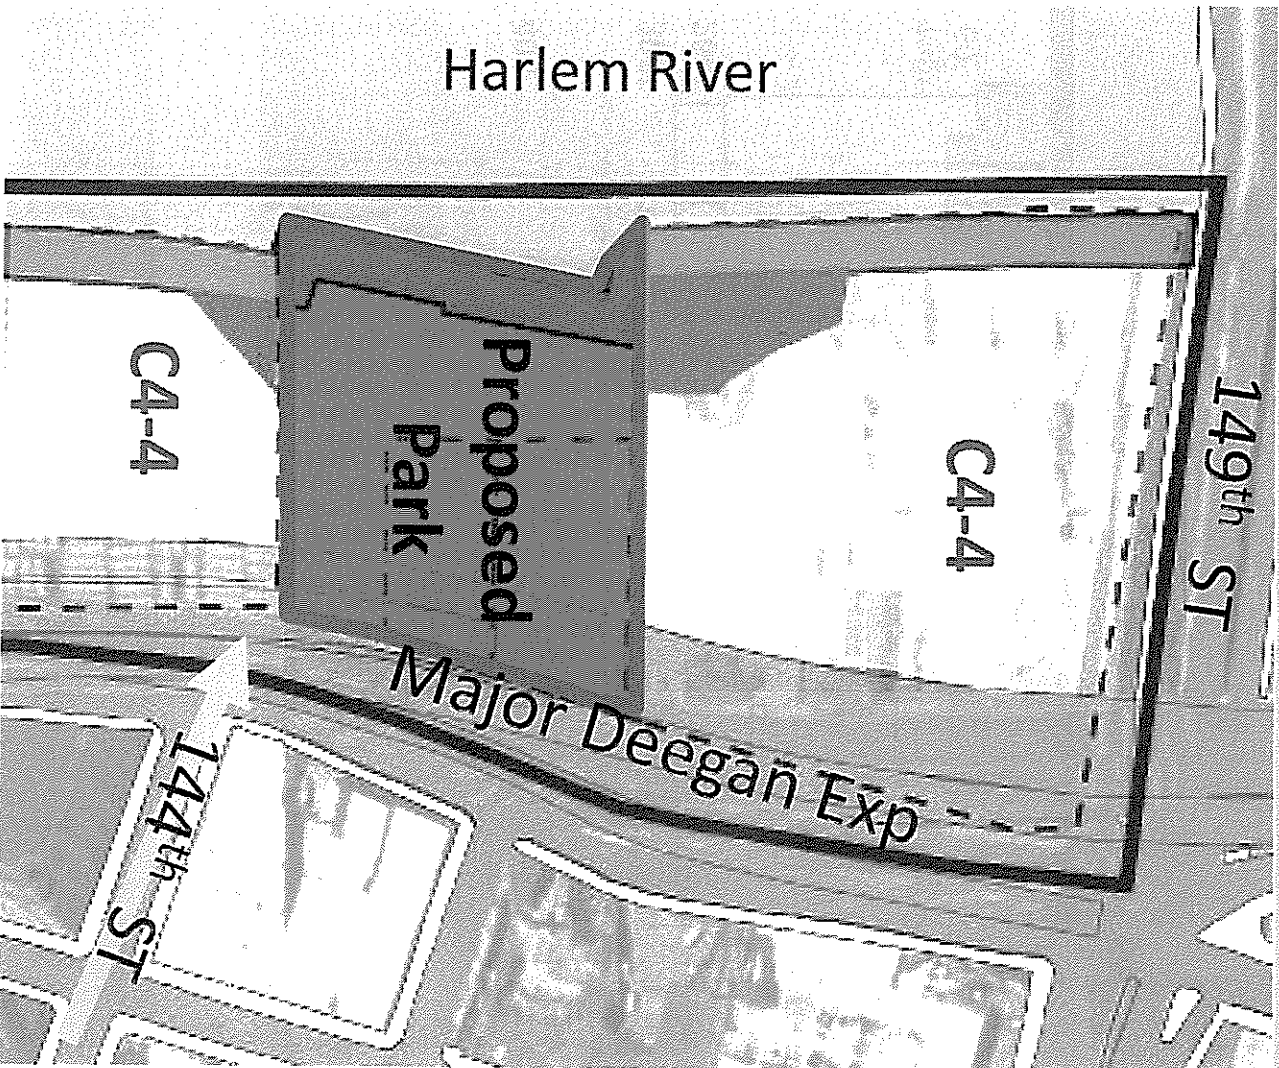 Harlem River
C4-4
Proposed
Park
C4-4
149th ST
Major Deegan Exp
144th ST